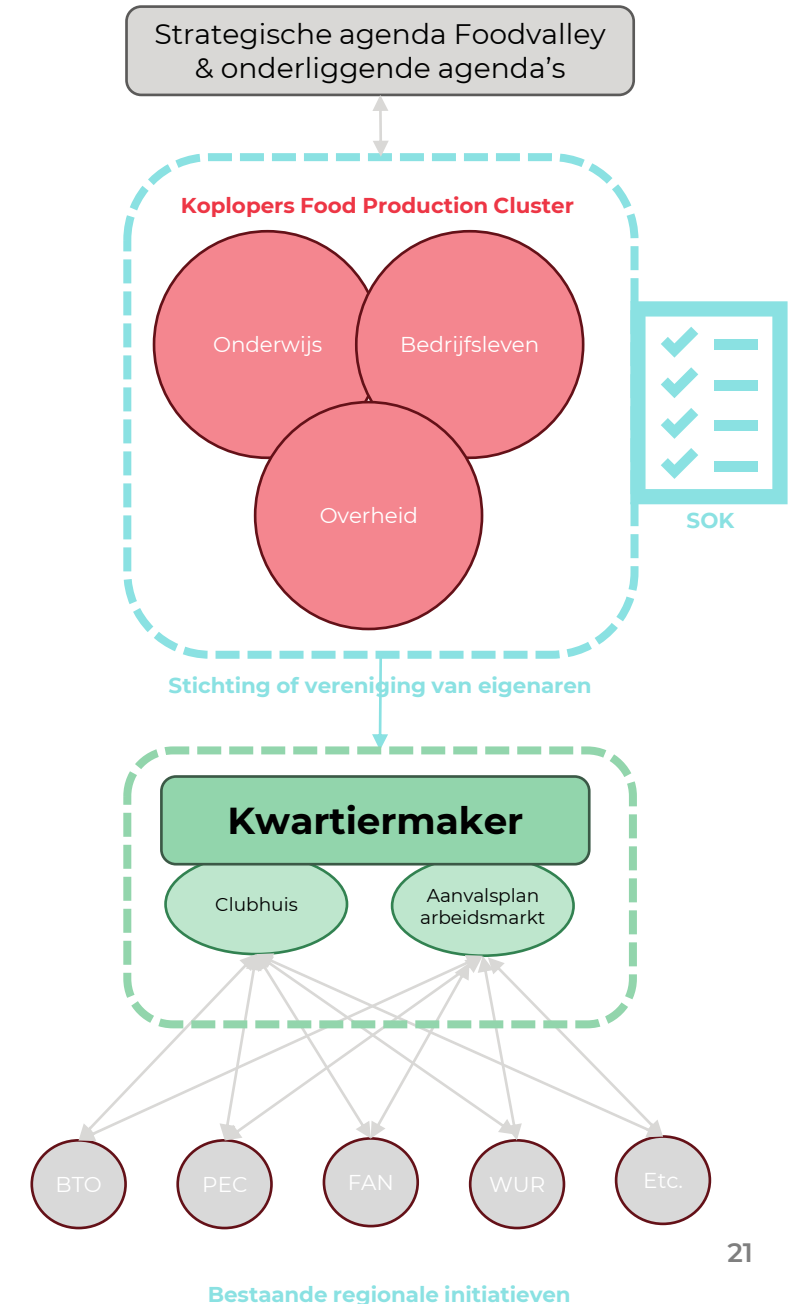 Strategische agenda Foodvalley
& onderliggende agenda's
Koplopers Food Production Cluster
Onderwijs
Bedrijfsleven
Overheid
SOK
Stichting of vereniging van eigenaren
Kwartiermaker
Clubhuis
Aanvalsplan
arbeidsmarkt
BTO
PEC
FAN
WUR
Etc.
21
Bestaande regionale initiatieven